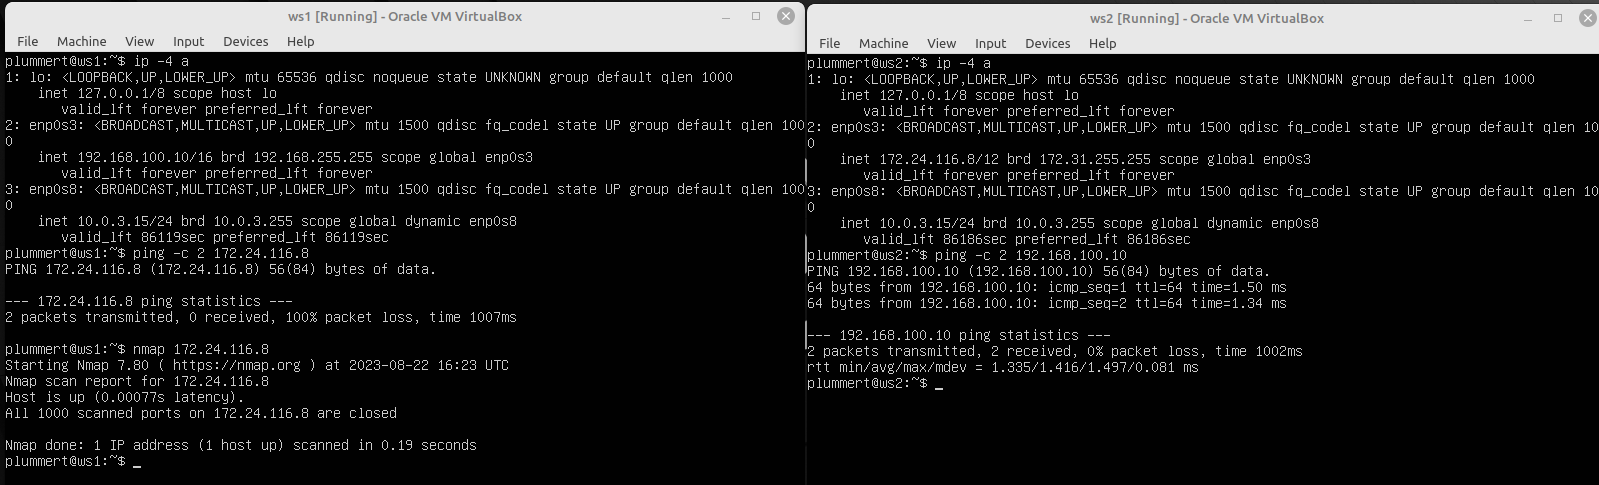 ws1 [Running] - Oracle VM VirtualBox
File Machine View Input Devices Help
plummert@ws1:~$ ip -4 a
1: lo: <LOOPBACK,UP,LOWER_UP> mtu 65536 qdisc noqueue state UNKNOWN group default qlen 1000
    inet 127.0.0.1/8 scope host lo
       valid_lft forever preferred_lft forever
2: enp0s3: <BROADCAST,MULTICAST,UP,LOWER_UP> mtu 1500 qdisc fq_codel state UP group default qlen 100
0
    inet 192.168.100.10/16 brd 192.168.255.255 scope global enp0s3
       valid_lft forever preferred_lft forever
3: enp0s8: <BROADCAST,MULTICAST,UP,LOWER_UP> mtu 1500 qdisc fq_codel state UP group default qlen 100
0
    inet 10.0.3.15/24 brd 10.0.3.255 scope global dynamic enp0s8
       valid_lft 86119sec preferred_lft 86119sec
plummert@ws1:~$ ping -c 2 172.24.116.8
PING 172.24.116.8 (172.24.116.8) 56(84) bytes of data.

--- 172.24.116.8 ping statistics ---
2 packets transmitted, 0 received, 100% packet loss, time 1007ms

plummert@ws1:~$ nmap 172.24.116.8
Starting Nmap 7.80 ( https://nmap.org ) at 2023-08-22 16:23 UTC
Nmap scan report for 172.24.116.8
Host is up (0.00077s latency).
All 1000 scanned ports on 172.24.116.8 are closed

Nmap done: 1 IP address (1 host up) scanned in 0.19 seconds
plummert@ws1:~$ _
ws2 [Running] - Oracle VM VirtualBox
File Machine View Input Devices Help
plummert@ws2:~$ ip -4 a
1: lo: <LOOPBACK,UP,LOWER_UP> mtu 65536 qdisc noqueue state UNKNOWN group default qlen 1000
    inet 127.0.0.1/8 scope host lo
       valid_lft forever preferred_lft forever
2: enp0s3: <BROADCAST,MULTICAST,UP,LOWER_UP> mtu 1500 qdisc fq_codel state UP group default qlen 10
0
    inet 172.24.116.8/12 brd 172.31.255.255 scope global enp0s3
       valid_lft forever preferred_lft forever
3: enp0s8: <BROADCAST,MULTICAST,UP,LOWER_UP> mtu 1500 qdisc fq_codel state UP group default qlen 10
0
    inet 10.0.3.15/24 brd 10.0.3.255 scope global dynamic enp0s8
       valid_lft 86186sec preferred_lft 86186sec
plummert@ws2:~$ ping -c 2 192.168.100.10
PING 192.168.100.10 (192.168.100.10) 56(84) bytes of data.
64 bytes from 192.168.100.10: icmp_seq=1 ttl=64 time=1.50 ms
64 bytes from 192.168.100.10: icmp_seq=2 ttl=64 time=1.34 ms

--- 192.168.100.10 ping statistics ---
2 packets transmitted, 2 received, 0% packet loss, time 1002ms
rtt min/avg/max/mdev = 1.335/1.416/1.497/0.081 ms
plummert@ws2:~$ _